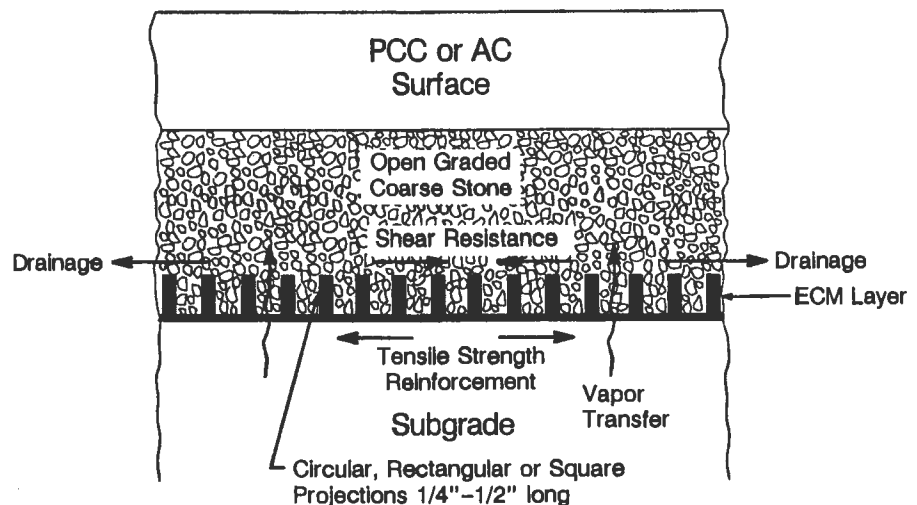 PCC or AC
Surface
Open Graded
Coarse Stone
Shear Resistance
Drainage
Drainage
ECM Layer
Tensile Strength
Reinforcement
Vapor
Transfer
Subgrade
Circular, Rectangular or Square
Projections 1/4"-1/2" long